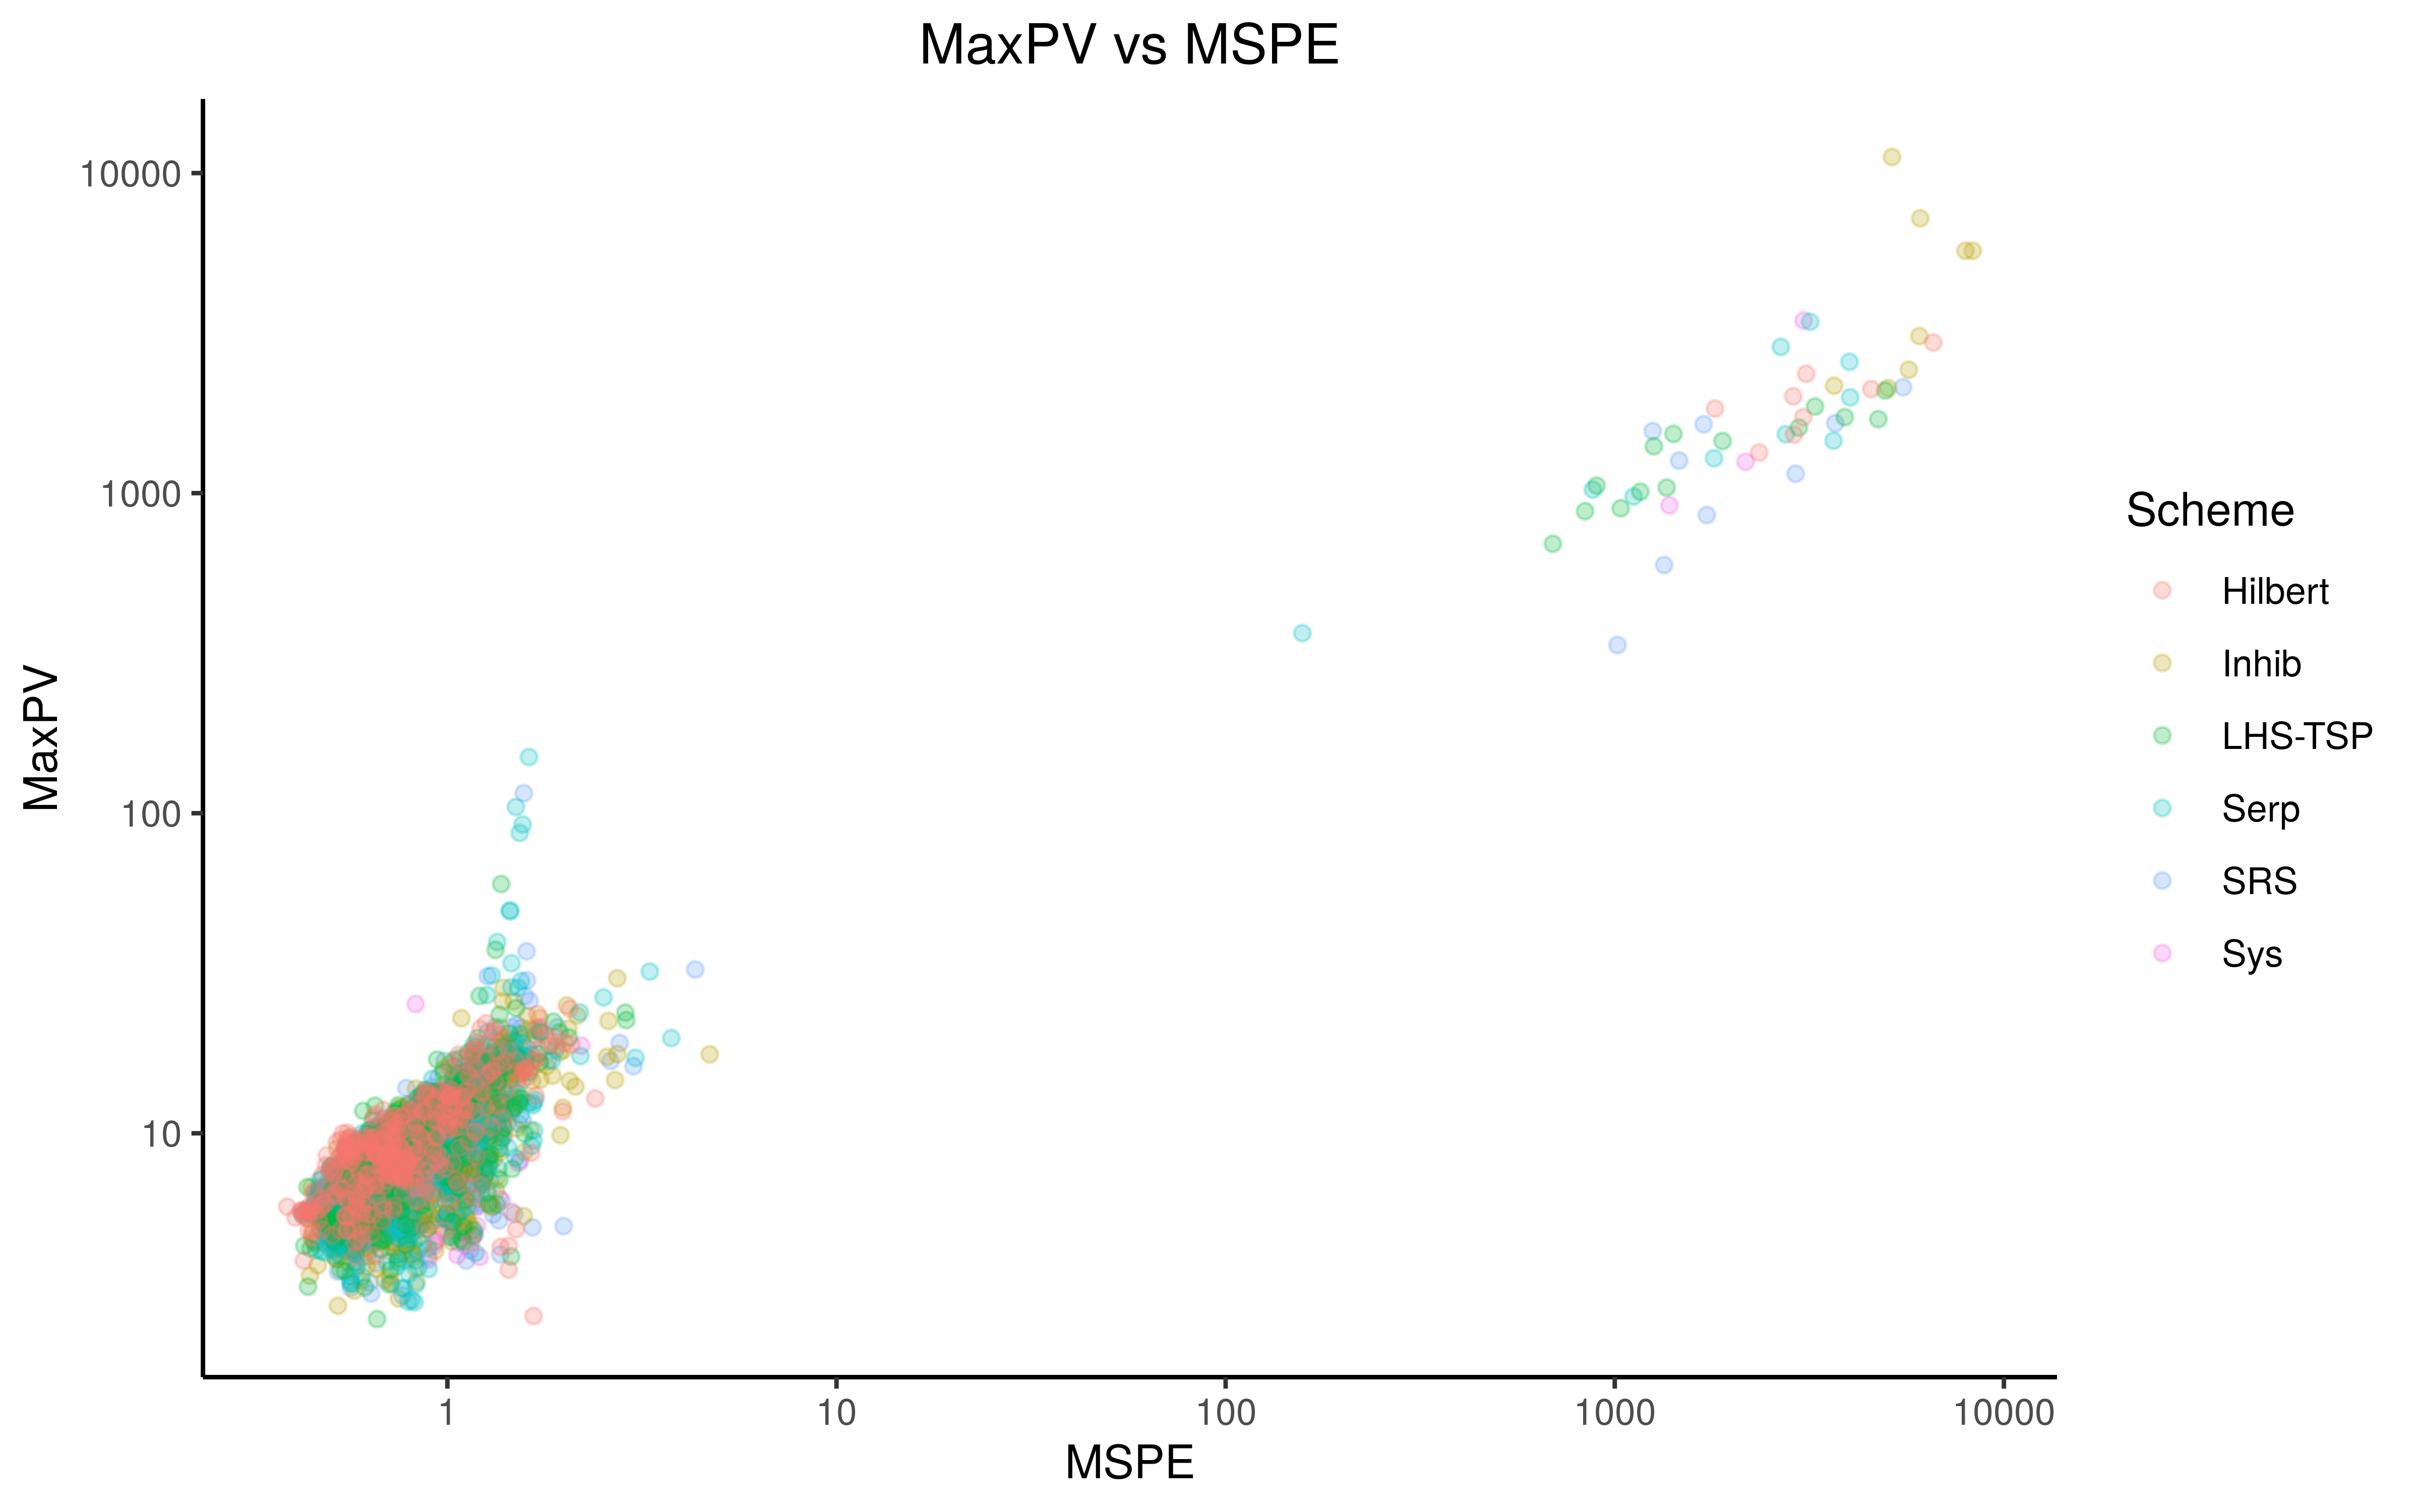 MaxPV vs MSPE
MaxPV
10000
1000
100
10
1
10
100
1000
10000
MSPE
Scheme
Hilbert
Inhib
LHS-TSP
Serp
SRS
Sys